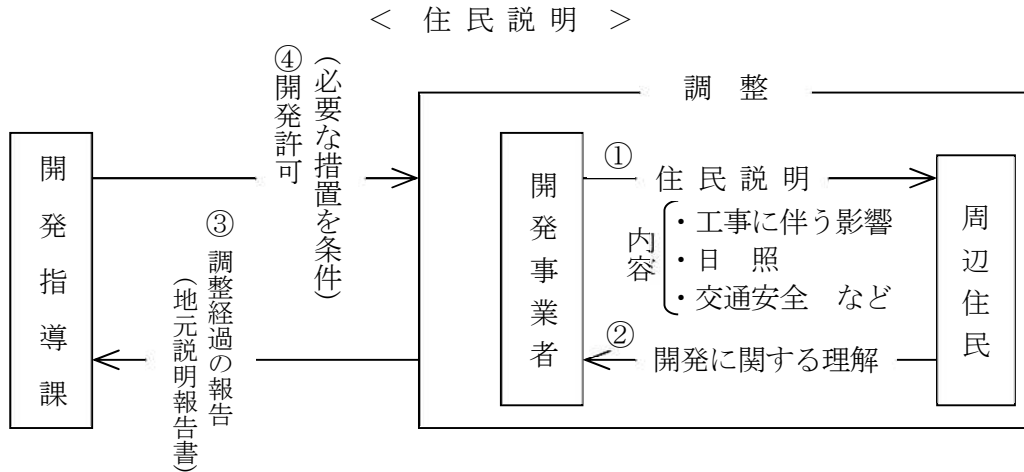 ＜ 住民説明 ＞
④開発許可
（必要な措置を条件）
調 整
開発指導課
開発事業者
①
住民説明
内容
・工事に伴う影響
・日 照
・交通安全 など
②
開発に関する理解
周辺住民
③ 調整経過の報告
（地元説明報告書）